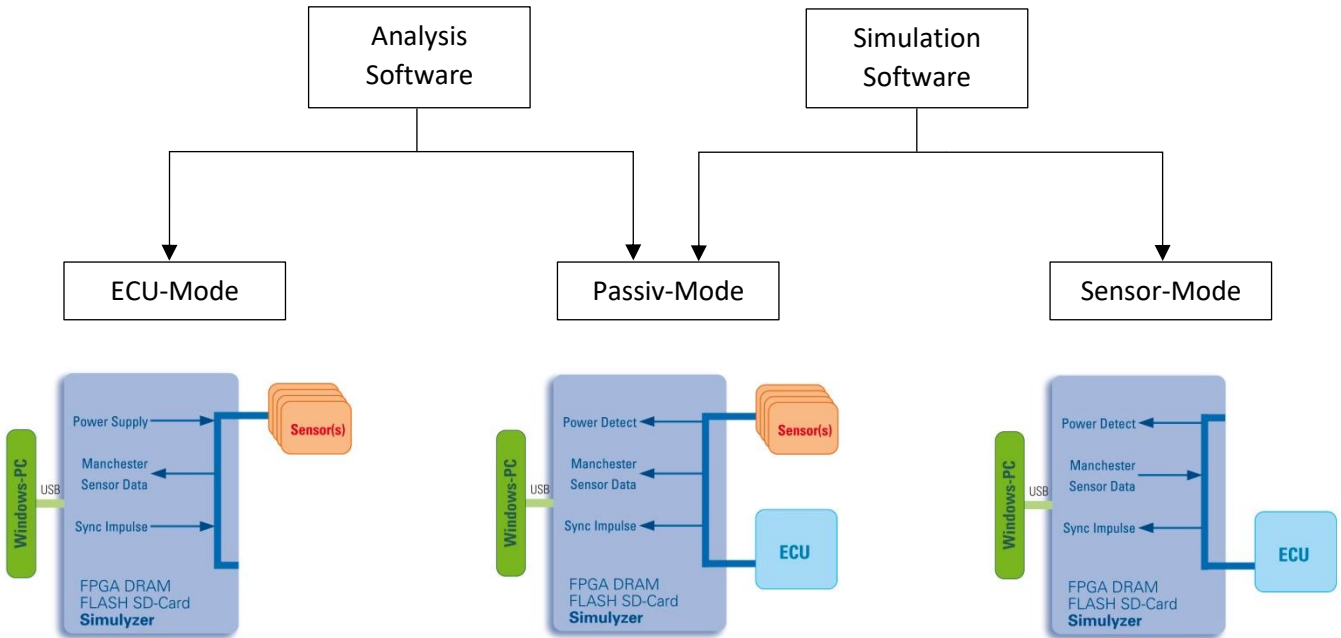 Analysis
Software
Simulation
Software
ECU-Mode
Passiv-Mode
Sensor-Mode
Windows-PC
USB
Power Supply
Manchester
Sensor Data
Sync Impulse
FPGA DRAM
FLASH SD-Card
Simulyzer
Sensor(s)
Windows-PC
USB
Power Detect
Manchester
Sensor Data
Sync Impulse
FPGA DRAM
FLASH SD-Card
Simulyzer
Sensor(s)
ECU
Windows-PC
USB
Power Detect
Manchester
Sensor Data
Sync Impulse
FPGA DRAM
FLASH SD-Card
Simulyzer
ECU